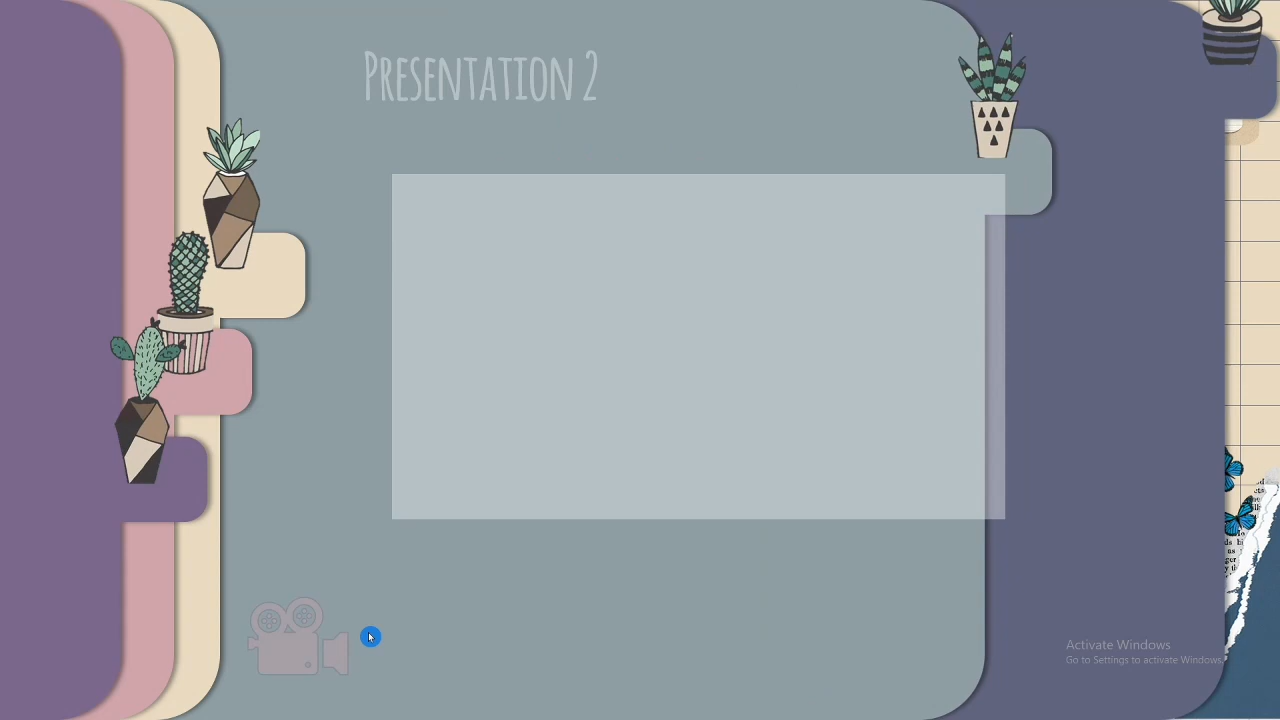 PRESENTATION 2
Activate Windows
Go to Settings to activate Windows.